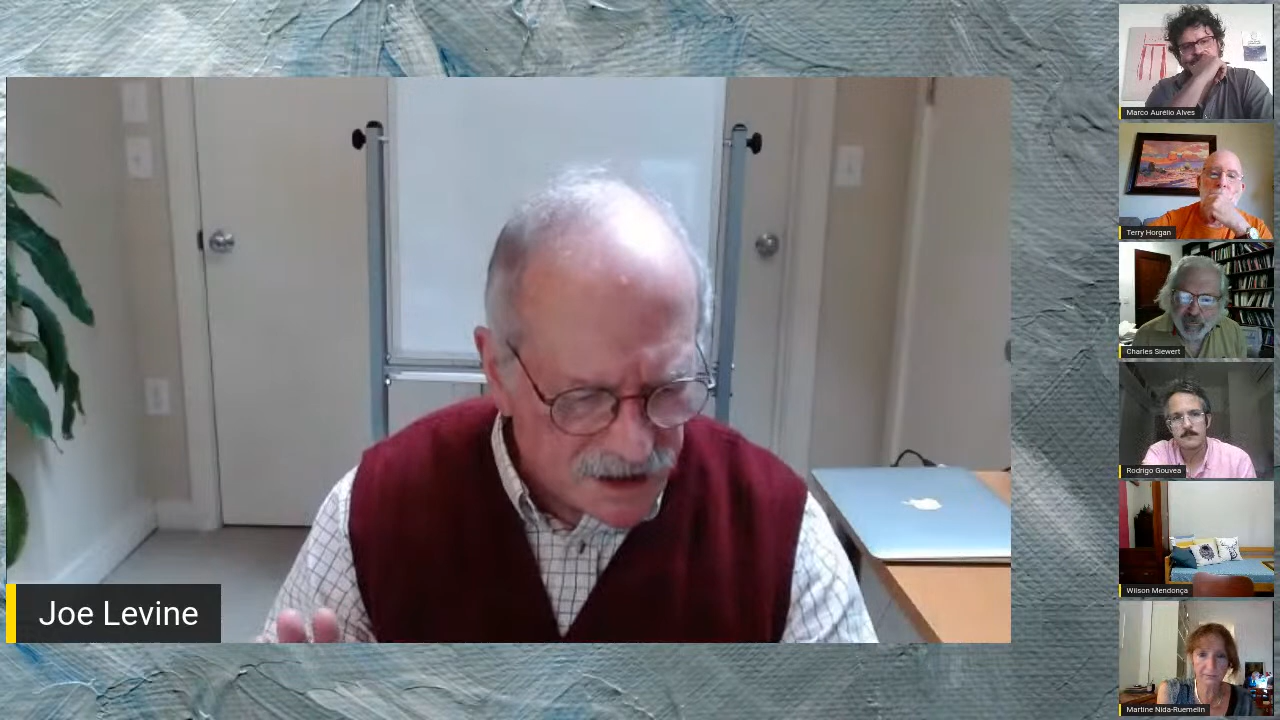 Joe Levine
Marco Aurélio Alves
Terry Horgan
Charles Siewert
Rodrigo Gouvea
Wilson Mendonça
Martine Nida-Ruemelin